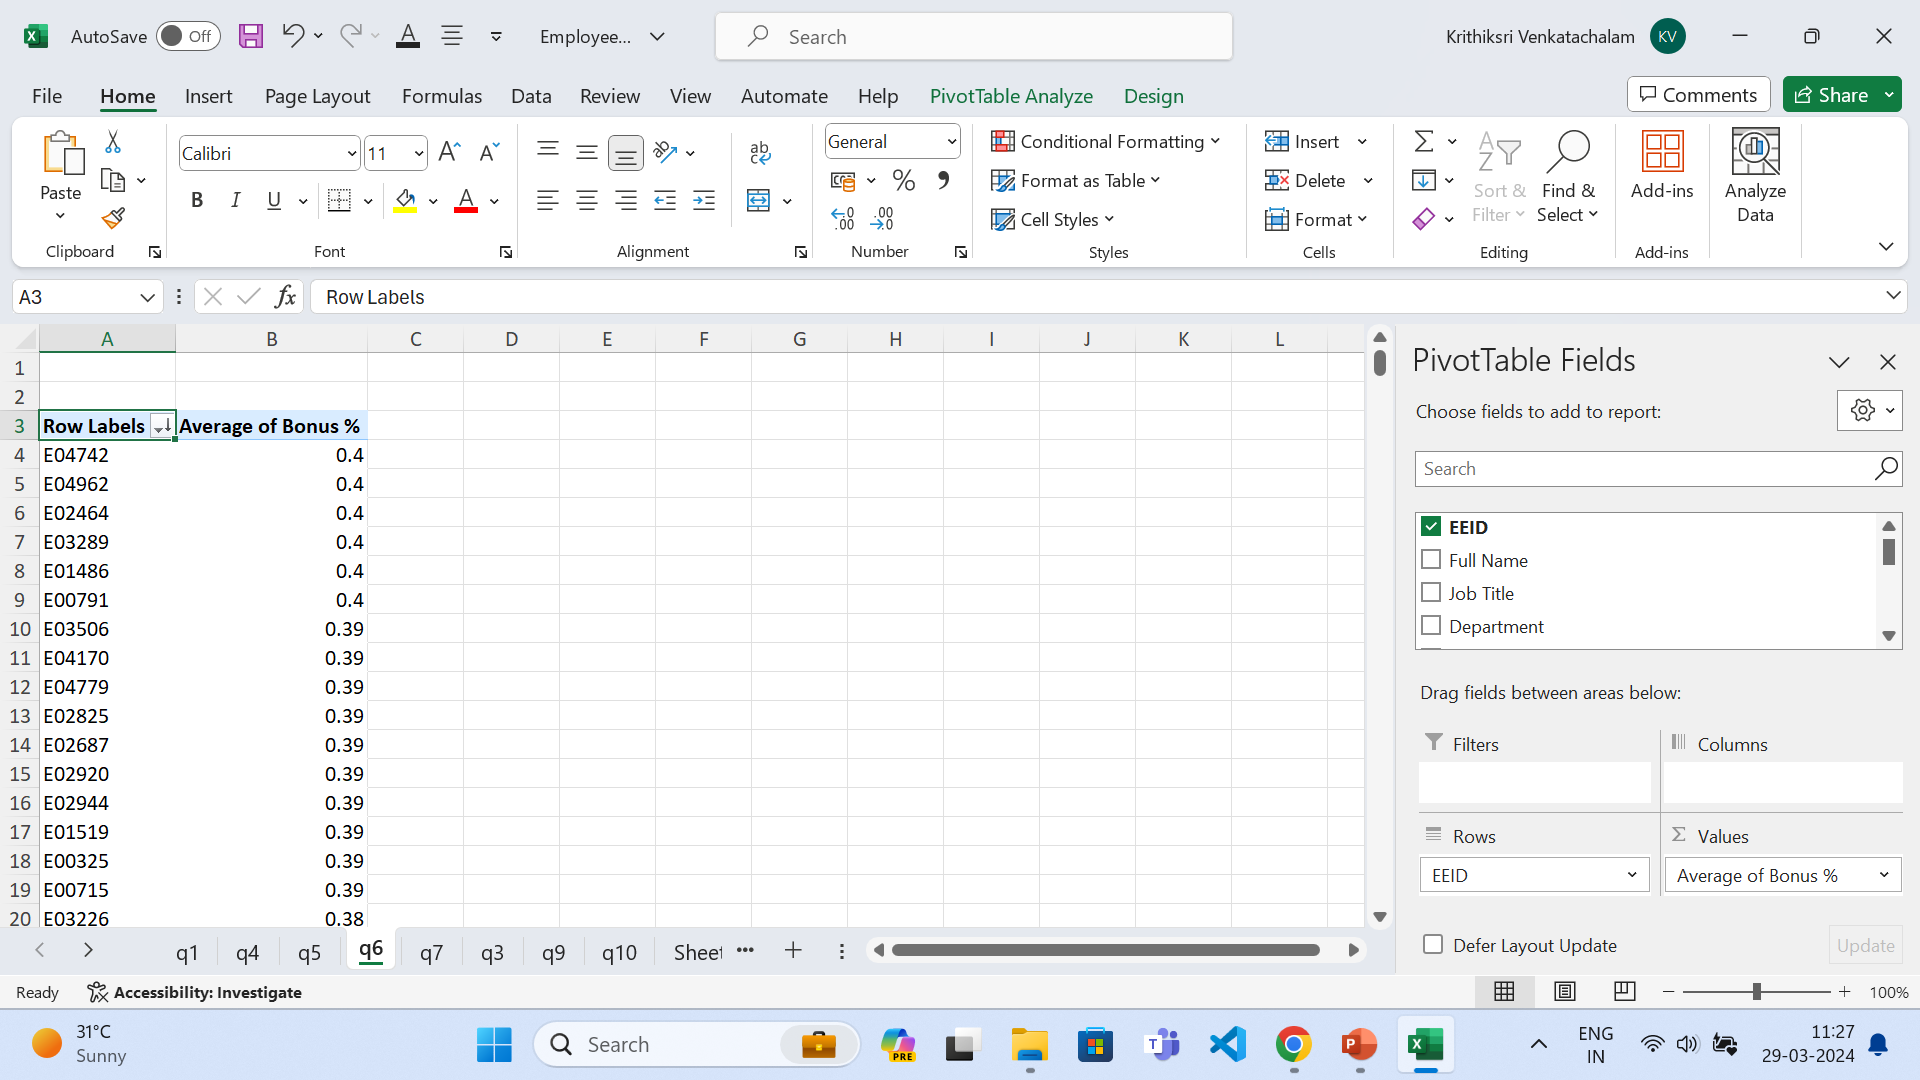 AutoSave Off Employee... Search Krithiksri Venkatachalam KV
File Home Insert Page Layout Formulas Data Review View Automate Help PivotTable Analyze Design Comments Share
Paste
Clipboard
Calibri 11
B I U A
Font
ab
Alignment
General
% 9
Number
Conditional Formatting
Format as Table
Cell Styles
Styles
Insert
Delete
Format
Cells
Sort &
Filter
Find &
Select
Editing
Add-ins
Add-ins
Analyze
Data
A3 fx Row Labels
A B C D E F G H I J K L
1
2
3 Row Labels Average of Bonus %
4 E04742 0.4
5 E04962 0.4
6 E02464 0.4
7 E03289 0.4
8 E01486 0.4
9 E00791 0.4
10 E03506 0.39
11 E04170 0.39
12 E04779 0.39
13 E02825 0.39
14 E02687 0.39
15 E02920 0.39
16 E02944 0.39
17 E01519 0.39
18 E00325 0.39
19 E00715 0.39
20 E03226 0.38
PivotTable Fields
Choose fields to add to report:
Search
EEID
Full Name
Job Title
Department
Drag fields between areas below:
Filters Columns
Rows Σ Values
EEID Average of Bonus %
Defer Layout Update Update
q1 q4 q5 q6 q7 q3 q9 q10 Sheet ...
Ready Accessibility: Investigate 100%
31°C
Sunny
Search
PRE
ENG
IN
11:27
29-03-2024